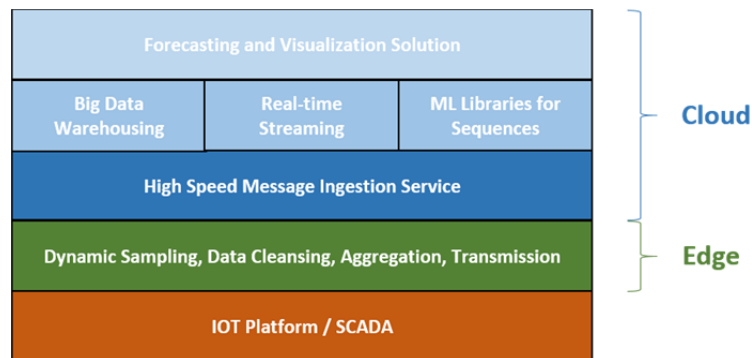 Forecasting and Visualization Solution
Big Data
Warehousing
Real-time
Streaming
ML Libraries for
Sequences
Cloud
High Speed Message Ingestion Service
Dynamic Sampling, Data Cleansing, Aggregation, Transmission
Edge
IOT Platform / SCADA